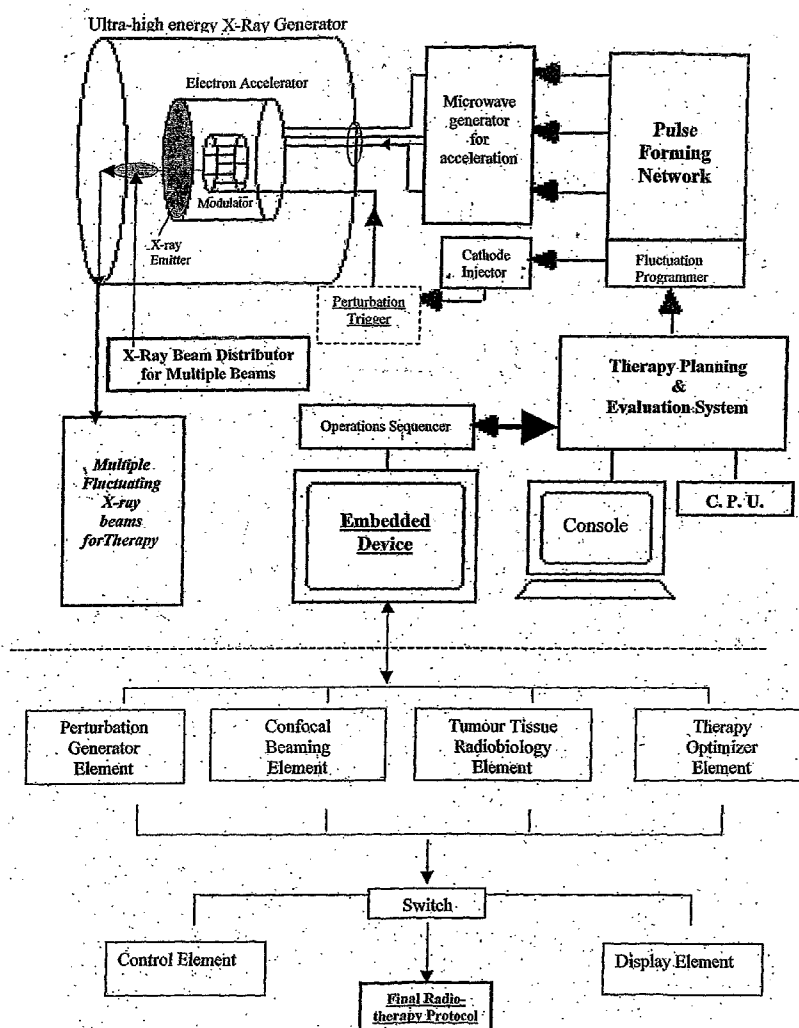 Ultra-high energy X-Ray Generator
Electron Accelerator
Modulator
X-ray
Emitter
Microwave
generator
for
acceleration
Pulse
Forming
Network
Fluctuation
Programmer
Cathode
Injector
Perturbation
Trigger
X-Ray Beam Distributor
for Multiple Beams
Therapy Planning
&
Evaluation System
Operations Sequencer
Multiple
Fluctuating
X-ray
beams
forTherapy
Embedded
Device
Console
C. P. U.
Perturbation
Generator
Element
Confocal
Beaming
Element
Tumour Tissue
Radiobiology
Element
Therapy
Optimizer
Element
Switch
Control Element
Display Element
Final Radio-
therapy Protocol